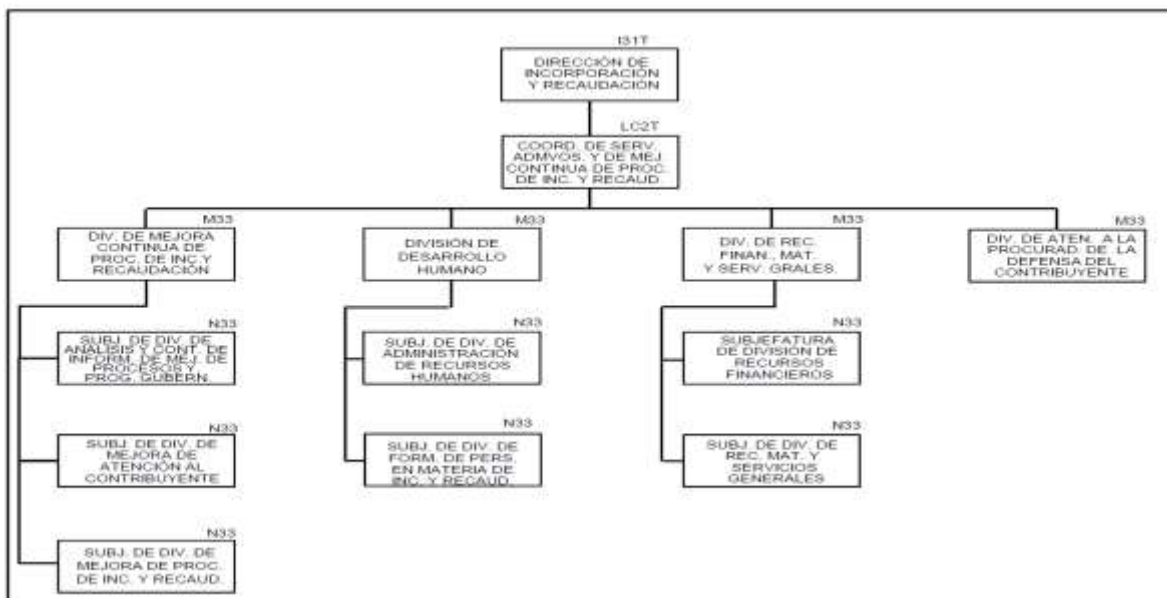 I31T
DIRECCIÓN DE
INCORPORACIÓN
Y RECAUDACIÓN
LC2T
COORD. DE SERV.
ADMVOS. Y DE MEJ.
CONTINUA DE PROC.
DE INC. Y RECAUD.
M33
DIV. DE MEJORA
CONTINUA DE
PROC. DE INC.Y
RECAUDACIÓN
M33
DIVISIÓN DE
DESARROLLO
HUMANO
M33
DIV. DE REC.
FINAN., MAT.
Y SERV. GRALES.
M33
DIV. DE ATEN. A LA
PROCURAD. DE LA
DEFENSA DEL
CONTRIBUYENTE
N33
SUBJ. DE DIV. DE
ANÁLISIS Y CONT. DE
INFORM. DE MEJ. DE
PROCESOS Y
PROG. GUBERN.
N33
SUBJ. DE DIV. DE
ADMINISTRACIÓN
DE RECURSOS
HUMANOS
N33
SUBJEFATURA
DE DIVISIÓN DE
RECURSOS
FINANCIEROS
N33
SUBJ. DE DIV. DE
MEJORA DE
ATENCIÓN AL
CONTRIBUYENTE
N33
SUBJ. DE DIV. DE
FORM. DE PERS.
EN MATERIA DE
INC. Y RECAUD.
N33
SUBJ. DE DIV. DE
REC. MAT. Y
SERVICIOS
GENERALES
N33
SUBJ. DE DIV. DE
MEJORA DE PROC.
DE INC. Y RECAUD.